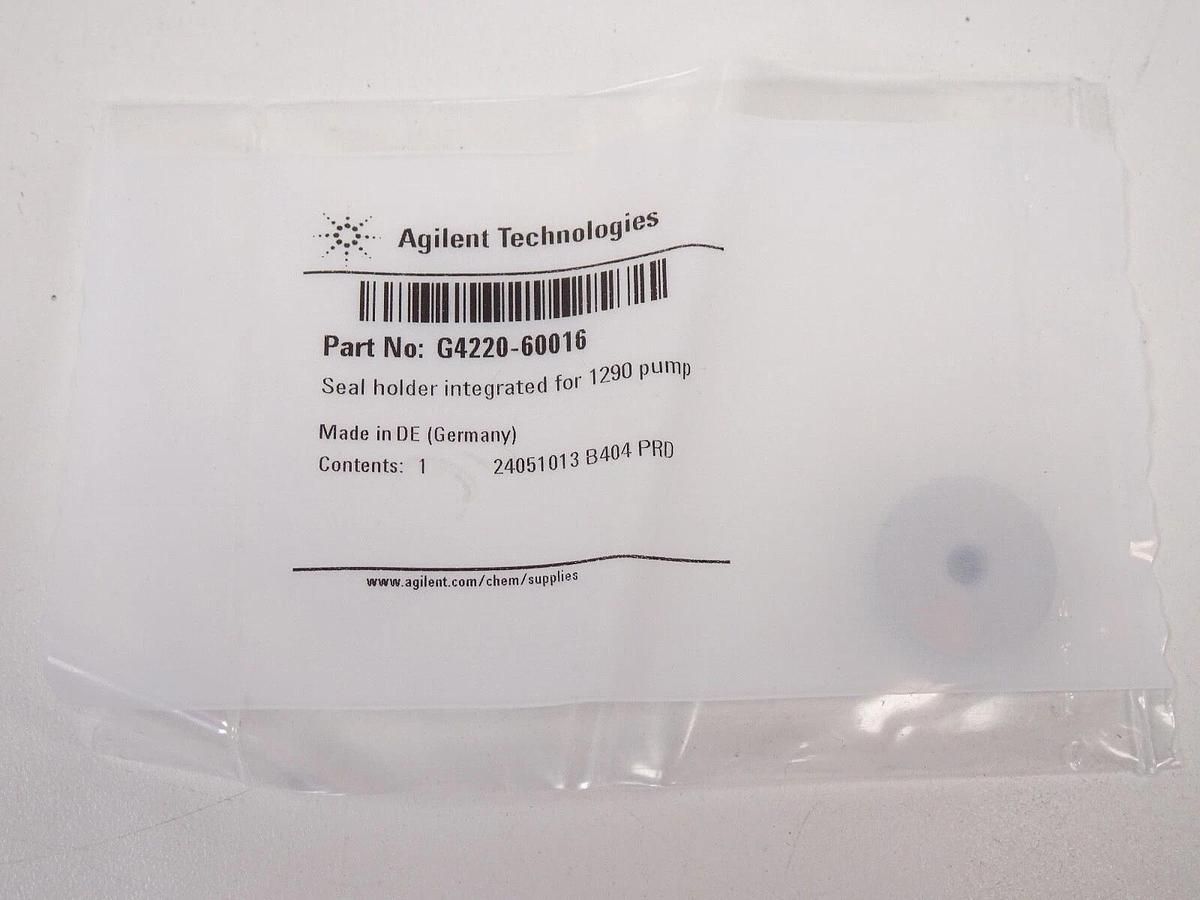 Agilent Technologies
Part No: G4220-60016
Seal holder integrated for 1290 pump
Made in DE (Germany)
Contents: 1 24051013 B404 PRD
www.agilent.com/chem/supplies